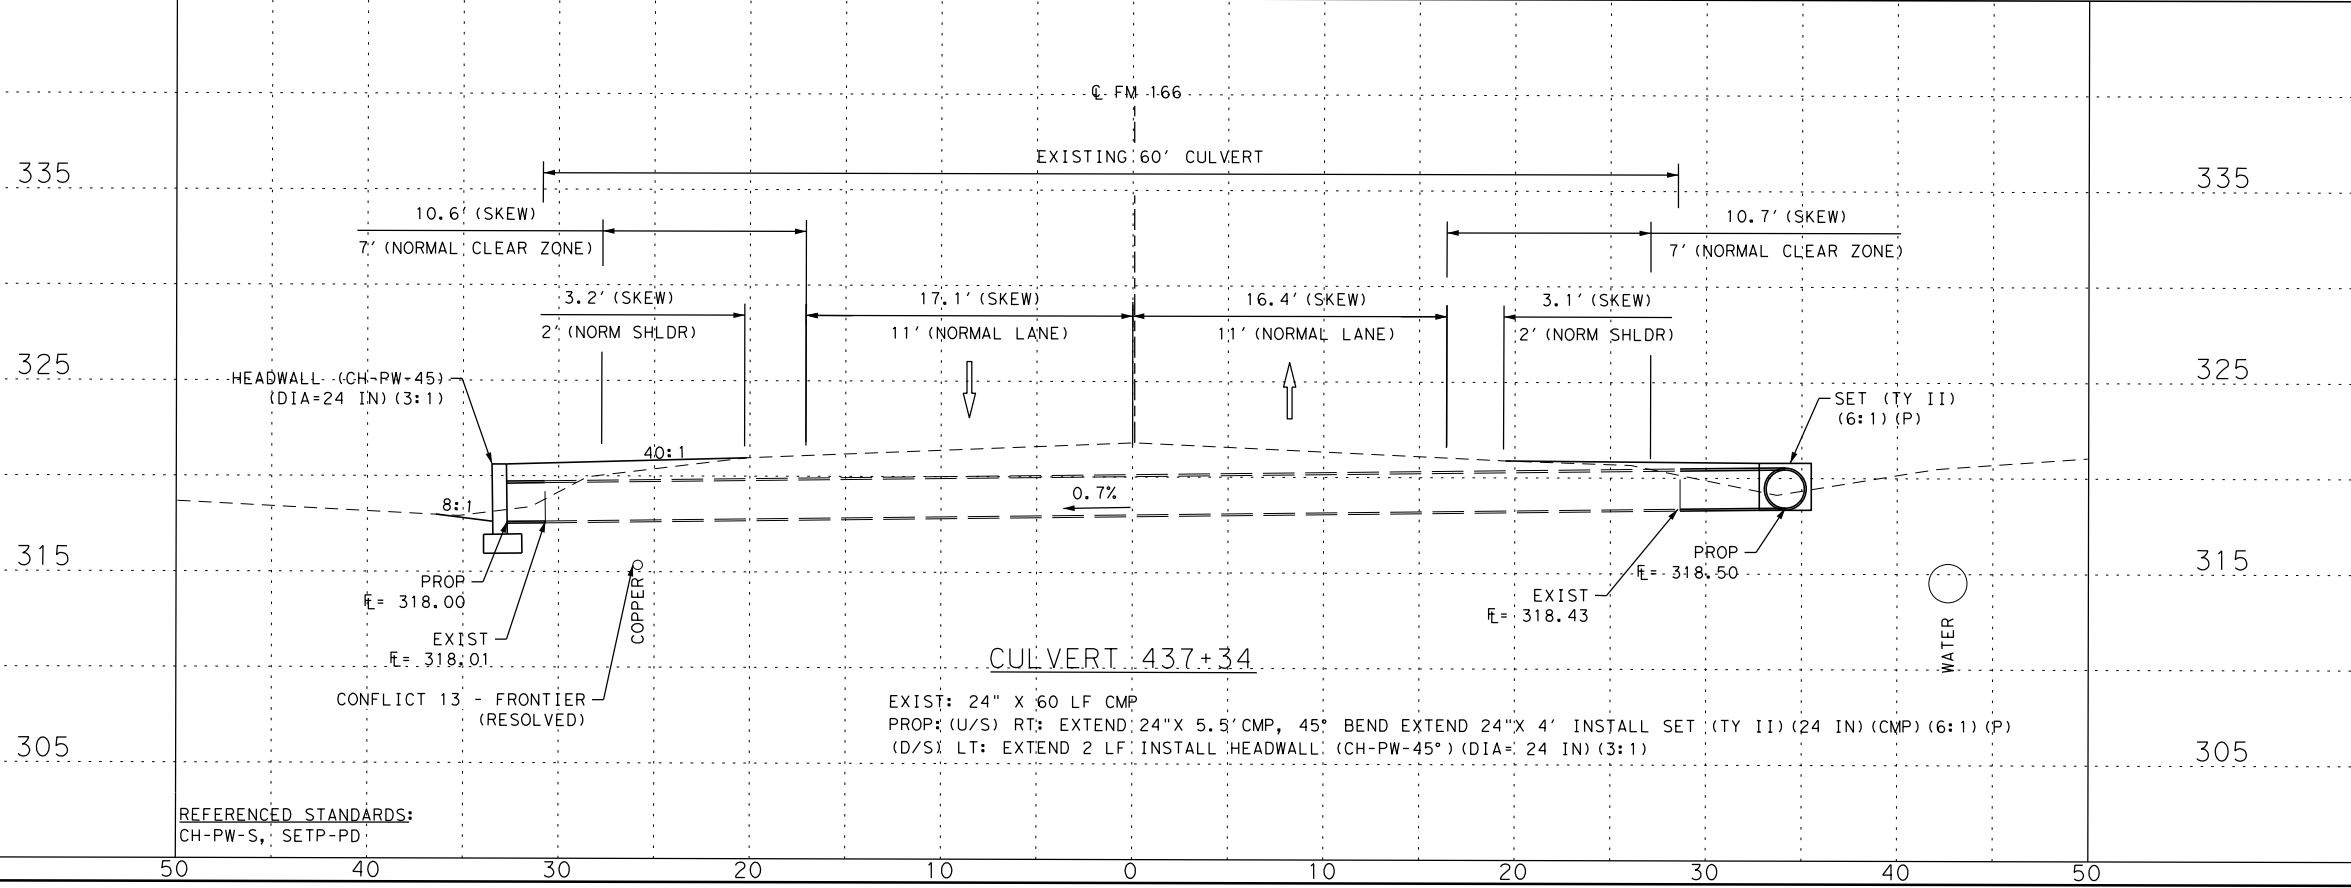 ℄ FM 166
EXISTING 60' CULVERT
335
335
10.6' (SKEW)
7' (NORMAL CLEAR ZONE)
10.7' (SKEW)
7' (NORMAL CLEAR ZONE)
3.2' (SKEW)
2' (NORM SHLDR)
17.1' (SKEW)
11' (NORMAL LANE)
16.4' (SKEW)
11' (NORMAL LANE)
3.1' (SKEW)
2' (NORM SHLDR)
325
325
HEADWALL (CH-PW-45)
(DIA=24 IN)(3:1)
SET (TY II)
(6:1)(P)
40:1
8:1
0.7%
315
315
PROP
FL= 318.00
EXIST
FL= 318.01
COPPER
PROP
FL= 318.50
EXIST
FL= 318.43
WATER
CONFLICT 13 - FRONTIER
(RESOLVED)
CULVERT 437+34
EXIST: 24" X 60 LF CMP
PROP: (U/S) RT: EXTEND 24"X 5.5'CMP, 45° BEND EXTEND 24"X 4' INSTALL SET (TY II)(24 IN)(CMP)(6:1)(P)
(D/S) LT: EXTEND 2 LF INSTALL HEADWALL (CH-PW-45°)(DIA= 24 IN)(3:1)
305
305
REFERENCED STANDARDS:
CH-PW-S, SETP-PD
50 40 30 20 10 0 10 20 30 40 50